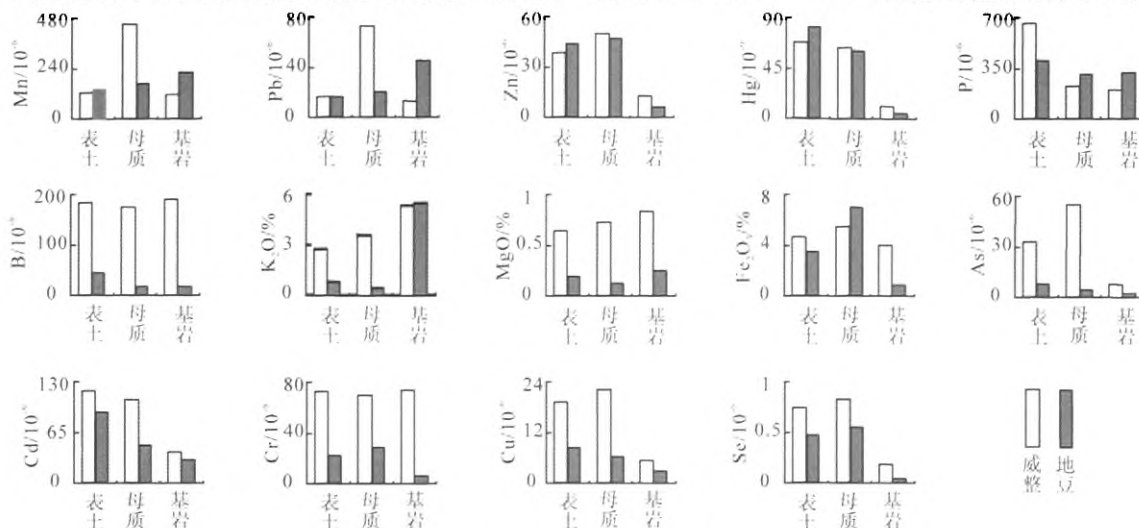 480
240
0
Mn/10⁻⁶
表土
母质
基岩
80
40
0
Pb/10⁻⁶
表土
母质
基岩
60
30
0
Zn/10⁻⁶
表土
母质
基岩
90
45
0
Hg/10⁻⁹
表土
母质
基岩
700
350
0
P/10⁻⁶
表土
母质
基岩
200
100
0
B/10⁻⁶
表土
母质
基岩
6
3
0
K₂O/%
表土
母质
基岩
1
0.5
0
MgO/%
表土
母质
基岩
8
4
0
Fe₂O₃/%
表土
母质
基岩
60
30
0
As/10⁻⁶
表土
母质
基岩
130
65
0
Cd/10⁻⁹
表土
母质
基岩
80
40
0
Cr/10⁻⁶
表土
母质
基岩
24
12
0
Cu/10⁻⁶
表土
母质
基岩
1
0.5
0
Se/10⁻⁶
表土
母质
基岩
威整
地豆